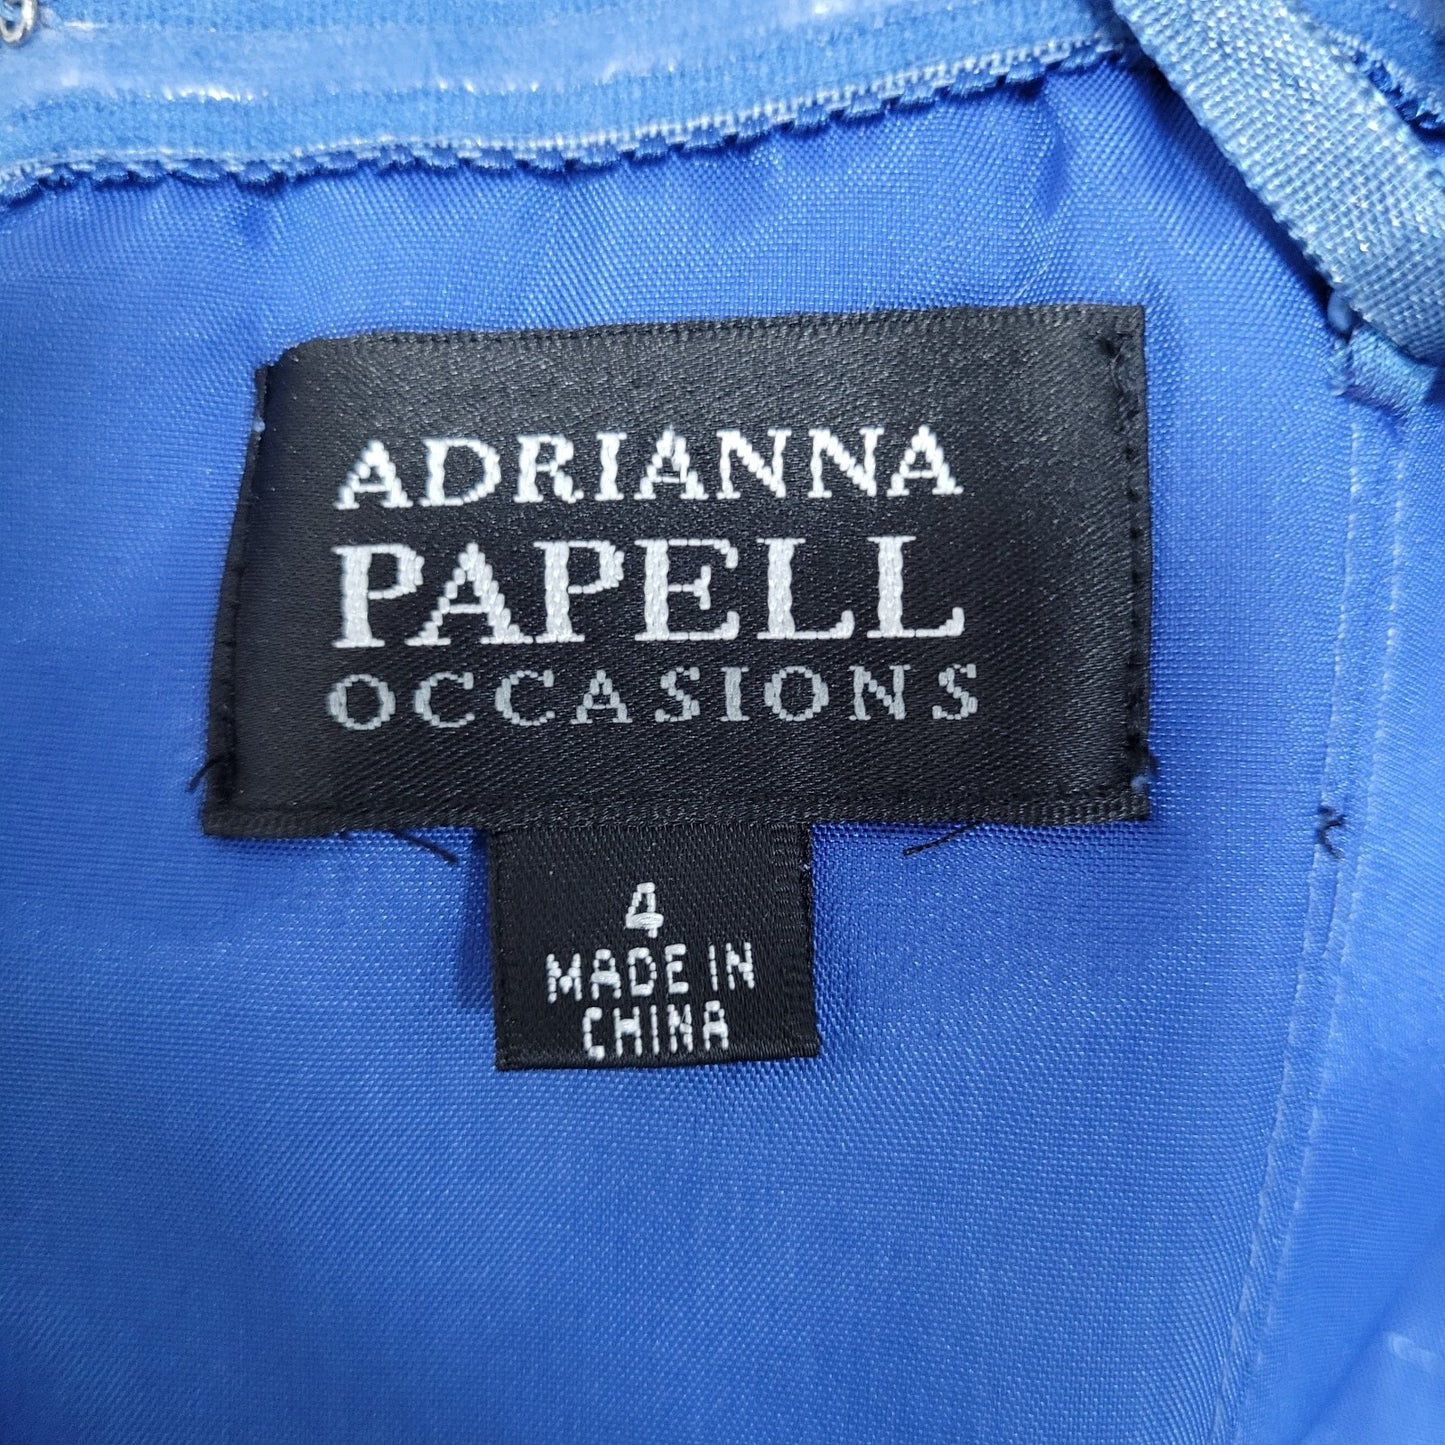 ADRIANNA
PAPELL
OCCASIONS
4
MADE IN
CHINA